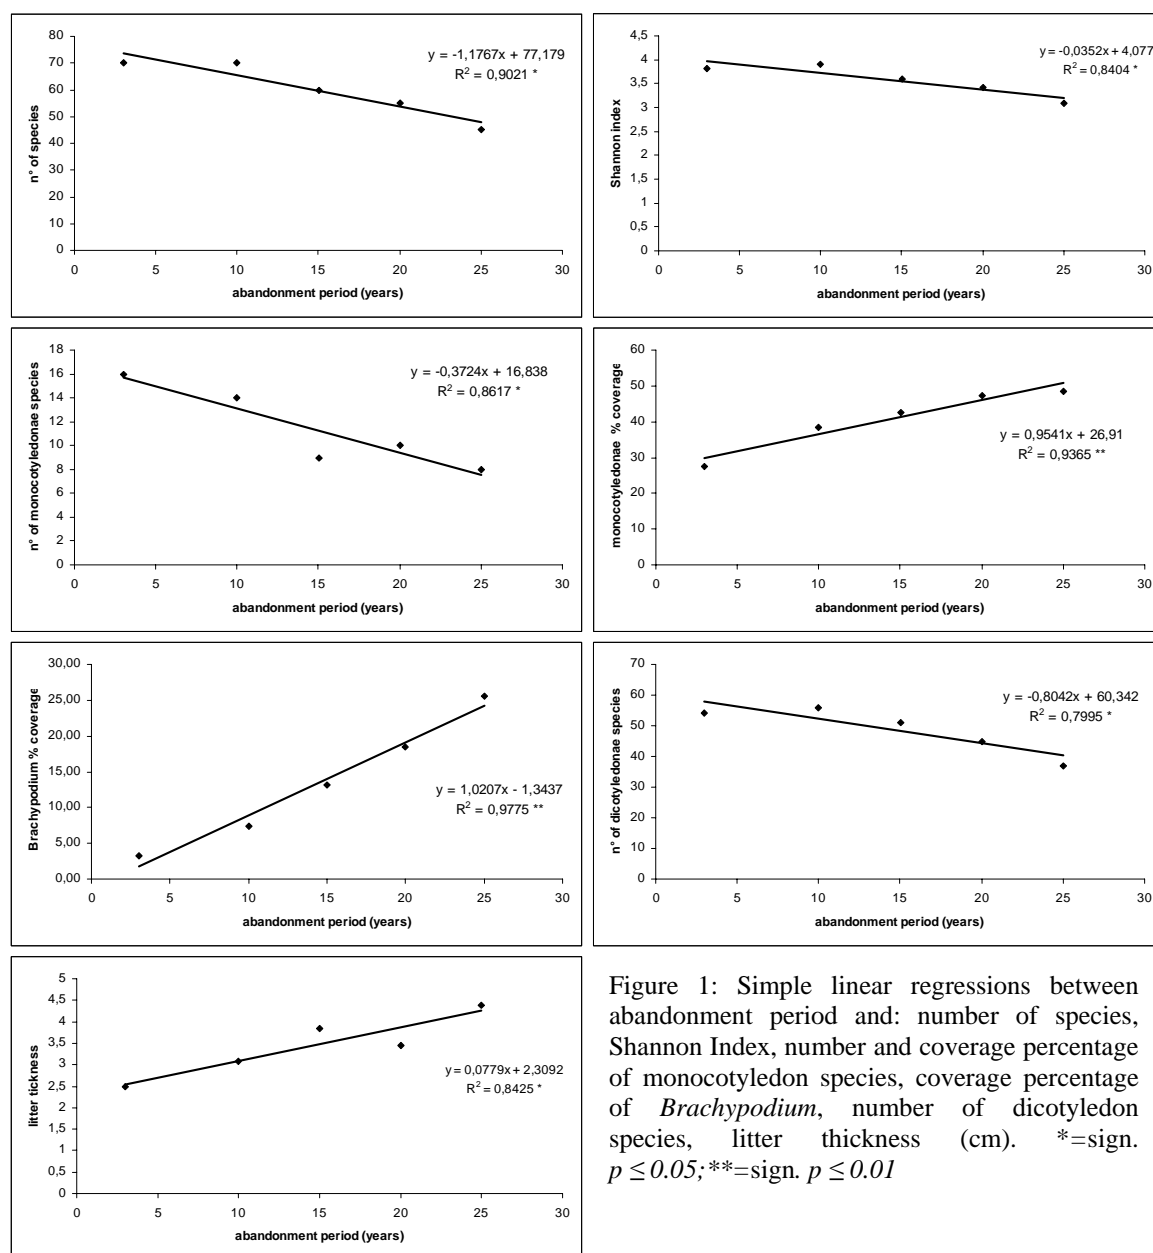 80
70
60
50
40
30
20
10
0
n° of species
y = -1,1767x + 77,179
R² = 0,9021 *
0 5 10 15 20 25 30
abandonment period (years)
4,5
4
3,5
3
2,5
2
1,5
1
0,5
0
Shannon index
y = -0,0352x + 4,077
R² = 0,8404 *
0 5 10 15 20 25 30
abandonment period (years)
18
16
14
12
10
8
6
4
2
0
n° of monocotyledonae species
y = -0,3724x + 16,838
R² = 0,8617 *
0 5 10 15 20 25 30
abandonment period (years)
60
50
40
30
20
10
0
monocotyledonae % coverage
y = 0,9541x + 26,91
R² = 0,9365 **
0 5 10 15 20 25 30
abandonment period (years)
30,00
25,00
20,00
15,00
10,00
5,00
0,00
Brachypodium % coverage
y = 1,0207x - 1,3437
R² = 0,9775 **
0 5 10 15 20 25 30
abandonment period (years)
70
60
50
40
30
20
10
0
n° of dicotyledonae species
y = -0,8042x + 60,342
R² = 0,7995 *
0 5 10 15 20 25 30
abandonment period (years)
5
4,5
4
3,5
3
2,5
2
1,5
1
0,5
0
litter tickness
y = 0,0779x + 2,3092
R² = 0,8425 *
0 5 10 15 20 25 30
abandonment period (years)
Figure 1: Simple linear regressions between
abandonment period and: number of species,
Shannon Index, number and coverage percentage
of monocotyledon species, coverage percentage
of Brachypodium, number of dicotyledon
species, litter thickness (cm). *=sign.
p ≤ 0.05;**=sign. p ≤ 0.01